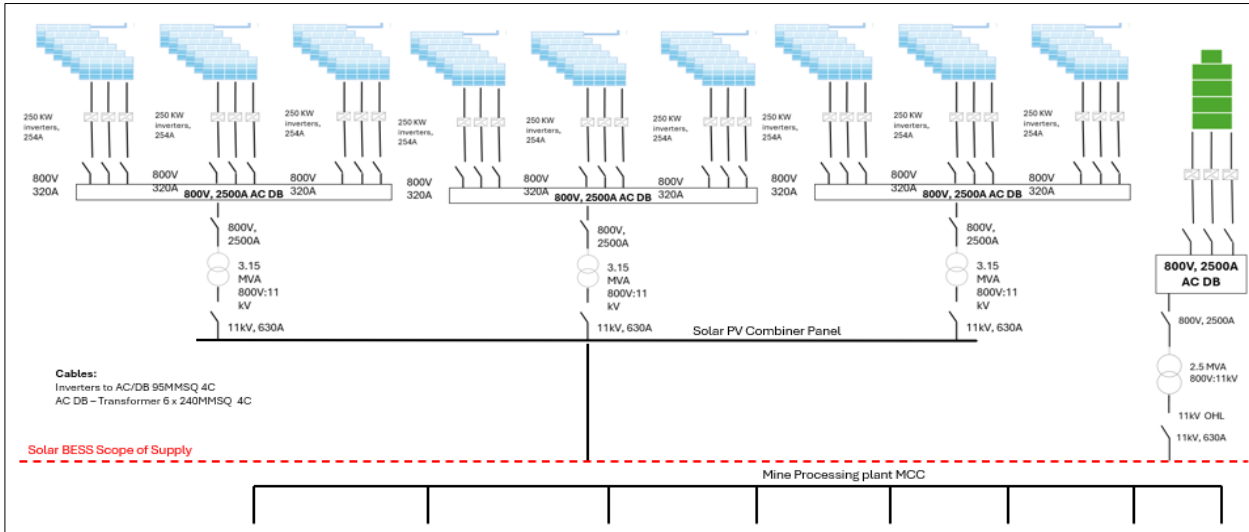 250 KW
inverters,
254A
250 KW
inverters,
254A
250 KW
inverters,
254A
250 KW
inverters,
254A
250 KW
inverters,
254A
250 KW
inverters,
254A
250 KW
inverters,
254A
250 KW
inverters,
254A
250 KW
inverters,
254A
800V
320A
800V
320A
800V
320A
800V, 2500A AC DB
800V
320A
800V
320A
800V
320A
800V, 2500A AC DB
800V
320A
800V
320A
800V
320A
800V, 2500A AC DB
800V, 2500A
AC DB
800V,
2500A
800V,
2500A
800V,
2500A
800V, 2500A
3.15
MVA
800V:11
kV
3.15
MVA
800V:11
kV
3.15
MVA
800V:11
kV
2.5 MVA
800V:11kV
11kV, 630A
11kV, 630A
11kV, 630A
Solar PV Combiner Panel
11kV OHL
11kV, 630A
Cables:
Inverters to AC/DB 95MMSQ 4C
AC DB – Transformer 6 x 240MMSQ 4C
Solar BESS Scope of Supply
Mine Processing plant MCC